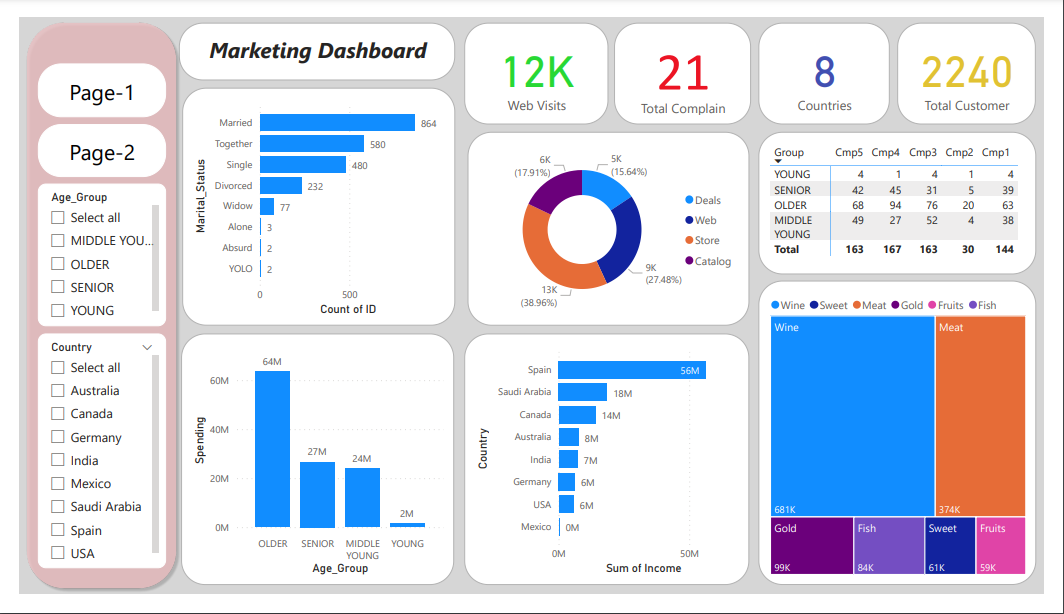 Page-1
Page-2
Age_Group
Select all
MIDDLE YOU...
OLDER
SENIOR
YOUNG
Country
Select all
Australia
Canada
Germany
India
Mexico
Saudi Arabia
Spain
USA
Marketing Dashboard
12K
Web Visits
21
Total Complain
8
Countries
2240
Total Customer
Marital_Status
Married 864
Together 580
Single 480
Divorced 232
Widow 77
Alone 3
Absurd 2
YOLO 2
0 500
Count of ID
6K
(17.91%)
5K
(15.64%)
9K
(27.48%)
13K
(38.96%)
Deals
Web
Store
Catalog
Group Cmp5 Cmp4 Cmp3 Cmp2 Cmp1
YOUNG 4 1 4 1 4
SENIOR 42 45 31 5 39
OLDER 68 94 76 20 63
MIDDLE 49 27 52 4 38
YOUNG
Total 163 167 163 30 144
Spending
60M
40M
20M
0M
64M
27M
24M
2M
OLDER SENIOR MIDDLE YOUNG
YOUNG
Age_Group
Country
Spain 56M
Saudi Arabia 18M
Canada 14M
Australia 8M
India 7M
Germany 6M
USA 6M
Mexico 0M
0M 50M
Sum of Income
Wine Sweet Meat Gold Fruits Fish
Wine
681K
Meat
374K
Gold
99K
Fish
84K
Sweet
61K
Fruits
59K